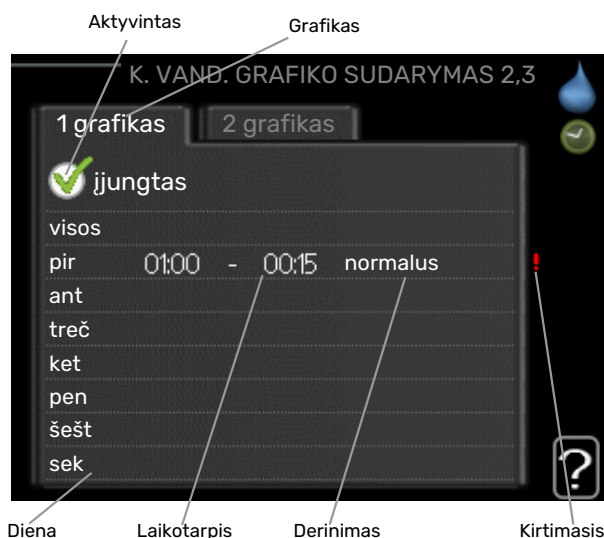 Aktyvintas Grafikas
K. VAND. GRAFIKO SUDARYMAS 2,3
1 grafikas 2 grafikas
įjungtas
visos
pir 01:00 - 00:15 normalus !
ant
treč
ket
pen
šešt
sek
?
Diena Laikotarpis Derinimas Kirtimasis